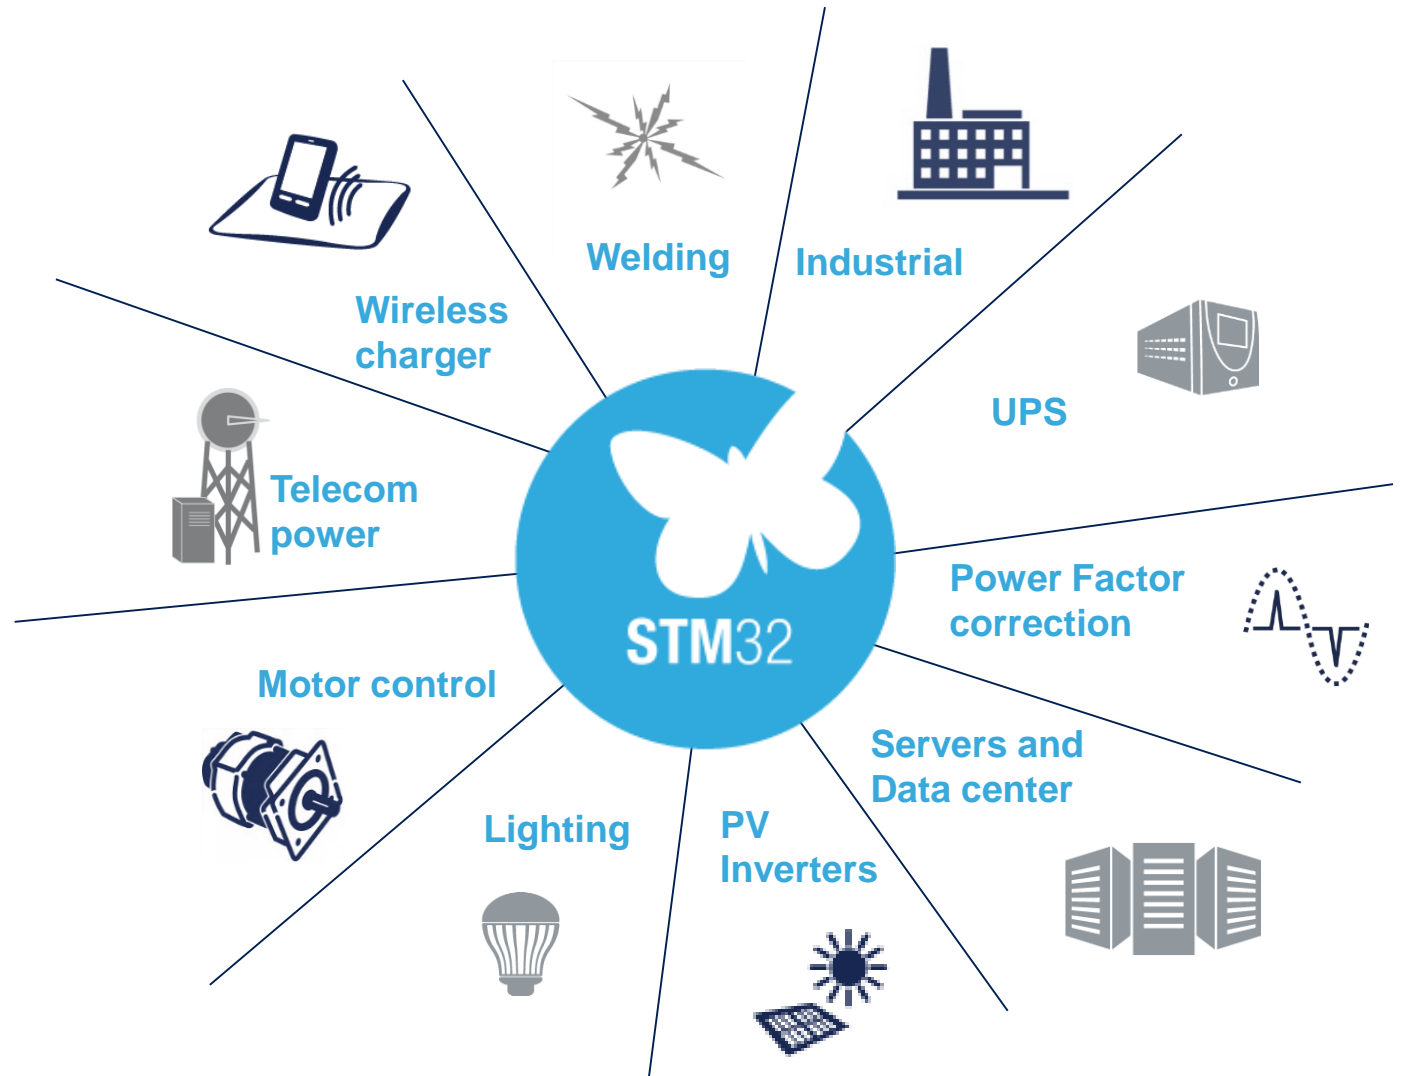 Welding
Industrial
Wireless
charger
UPS
Telecom
power
Power Factor
correction
STM32
Motor control
Servers and
Data center
Lighting
PV
Inverters